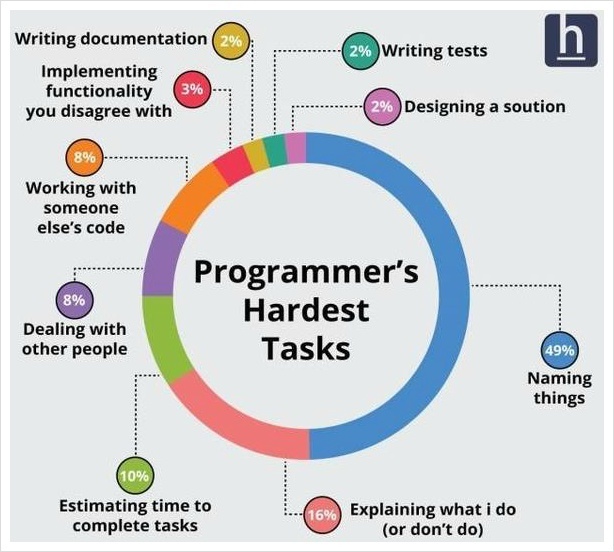 Writing documentation 2%
2% Writing tests
h
Implementing
functionality
you disagree with
3%
2% Designing a soution
8%
Working with
someone
else's code
Programmer's
Hardest
Tasks
8%
Dealing with
other people
49%
Naming
things
10%
Estimating time to
complete tasks
16%
Explaining what i do
(or don't do)